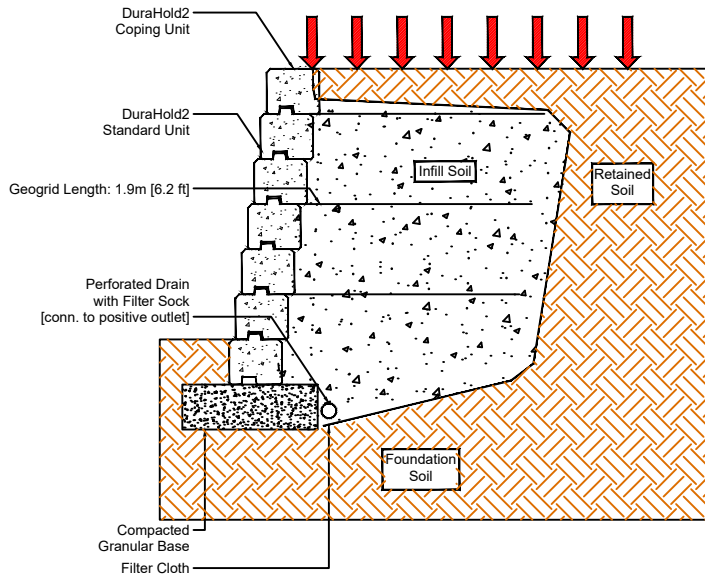 DuraHold2
Coping Unit
DuraHold2
Standard Unit
Infill Soil
Retained
Soil
Geogrid Length: 1.9m [6.2 ft]
Perforated Drain
with Filter Sock
[conn. to positive outlet]
Foundation
Soil
Compacted
Granular Base
Filter Cloth